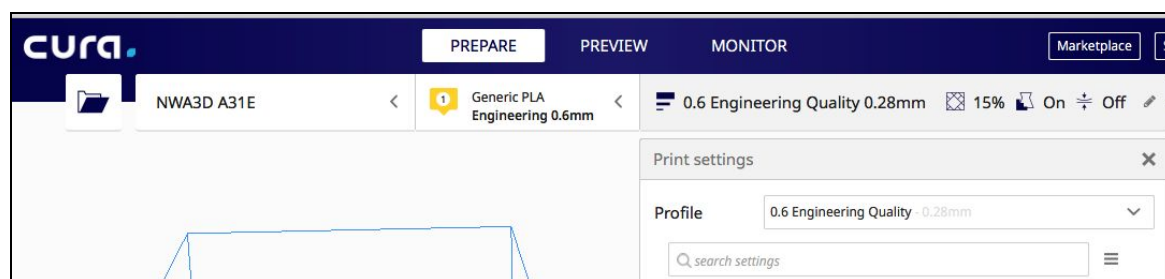 cura.
PREPARE
PREVIEW
MONITOR
Marketplace
NWA3D A31E
1
Generic PLA
Engineering 0.6mm
0.6 Engineering Quality 0.28mm
15%
On
Off
Print settings
Profile
0.6 Engineering Quality - 0.28mm
search settings